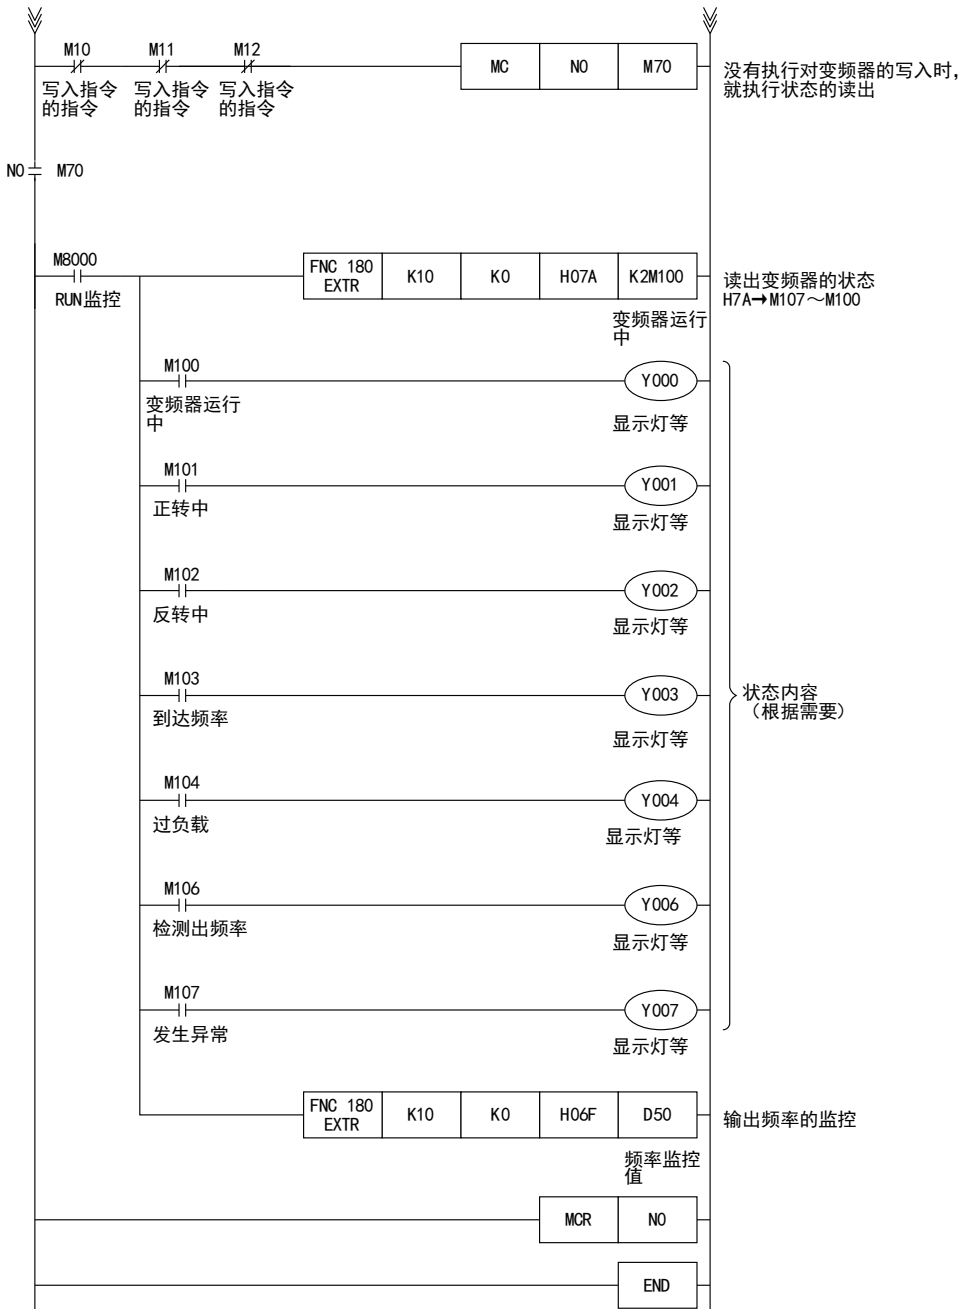 M10 M11 M12
MC N0 M70
写入指令 写入指令 写入指令
的指令 的指令 的指令
没有执行对变频器的写入时，
就执行状态的读出
N0 M70
M8000
RUN监控
FNC 180
EXTR
K10 K0 H07A K2M100
读出变频器的状态
H7A→M107～M100
变频器运行
中
M100
Y000
变频器运行
中
显示灯等
M101
Y001
正转中
显示灯等
M102
Y002
反转中
显示灯等
M103
Y003
状态内容
（根据需要）
到达频率
显示灯等
M104
Y004
过负载
显示灯等
M106
Y006
检测出频率
显示灯等
M107
Y007
发生异常
显示灯等
FNC 180
EXTR
K10 K0 H06F D50
输出频率的监控
频率监控
值
MCR N0
END